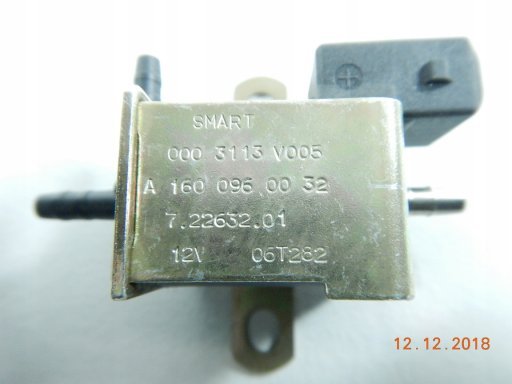 SMART
000 3113 V005
A 160 096 00 32
7.22632.01
12V 06T282
12.12.2018